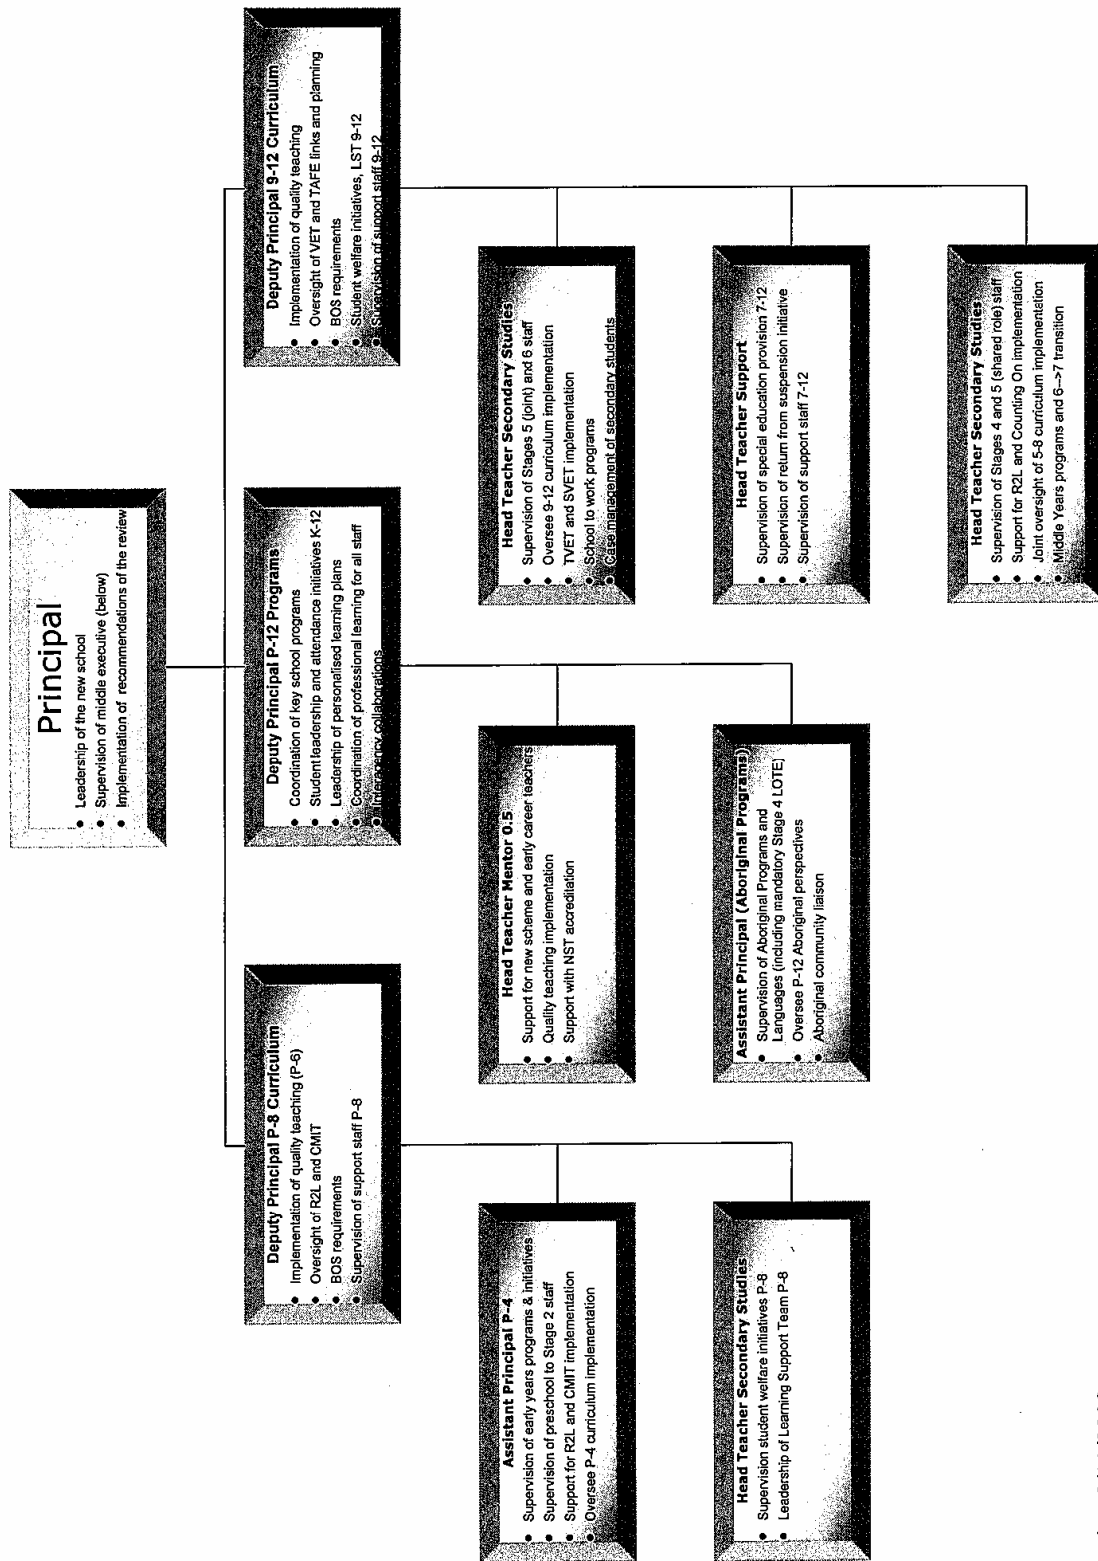 Principal
• Leadership of the new school
• Supervision of middle executive (below)
• Implementation of recommendations of the review
Deputy Principal P-8 Curriculum
• Implementation of quality teaching (P-6)
• Oversight of R2L and CMIT
• BOS requirements
• Supervision of support staff P-8
Deputy Principal P-12 Programs
• Coordination of key school programs
• Student leadership and attendance initiatives K-12
• Leadership of personalised learning plans
• Coordination of professional learning for all staff
• Interagency collaborations
Deputy Principal 9-12 Curriculum
• Implementation of quality teaching
• Oversight of VET and TAFE links and planning
• BOS requirements
• Student welfare initiatives, LST 9-12
• Supervision of support staff 9-12
Assistant Principal P-4
• Supervision of early years programs & initiatives
• Supervision of preschool to Stage 2 staff
• Support for R2L and CMIT implementation
• Oversee P-4 curriculum implementation
Head Teacher Mentor 0.5
• Support for new scheme and early career teachers
• Quality teaching implementation
• Support with NST accreditation
Head Teacher Secondary Studies
• Supervision of Stages 5 (joint) and 6 staff
• Oversee 9-12 curriculum implementation
• TVET and SVET implementation
• School to work programs
• Case management of secondary students
Head Teacher Secondary Studies
• Supervision student welfare initiatives P-8
• Leadership of Learning Support Team P-8
Assistant Principal (Aboriginal Programs)
• Supervision of Aboriginal Programs and
Languages (including mandatory Stage 4 LOTE)
• Oversee P-12 Aboriginal perspectives
• Aboriginal community liaison
Head Teacher Support
• Supervision of special education provision 7-12
• Supervision of return from suspension initiative
• Supervision of support staff 7-12
Head Teacher Secondary Studies
• Supervision of Stages 4 and 5 (shared role) staff
• Support for R2L and Counting On implementation
• Joint oversight of 5-8 curriculum implementation
• Middle Years programs and 6-->7 transition